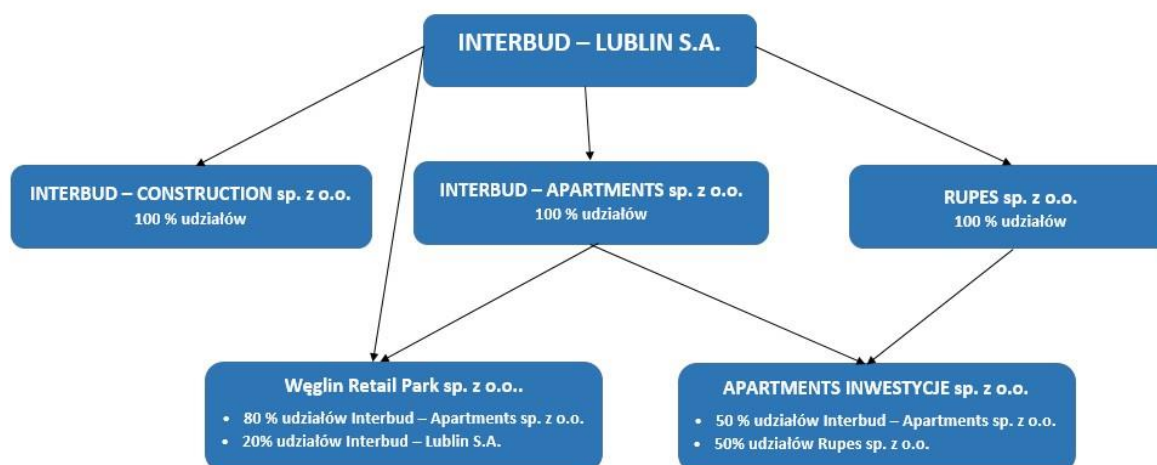 INTERBUD – LUBLIN S.A.
INTERBUD – CONSTRUCTION sp. z o.o.
100 % udziałów
INTERBUD – APARTMENTS sp. z o.o.
100 % udziałów
RUPES sp. z o.o.
100 % udziałów
Węglin Retail Park sp. z o.o..
• 80 % udziałów Interbud – Apartments sp. z o.o.
• 20% udziałów Interbud – Lublin S.A.
APARTMENTS INWESTYCJE sp. z o.o.
• 50 % udziałów Interbud – Apartments sp. z o.o.
• 50% udziałów Rupes sp. z o.o.